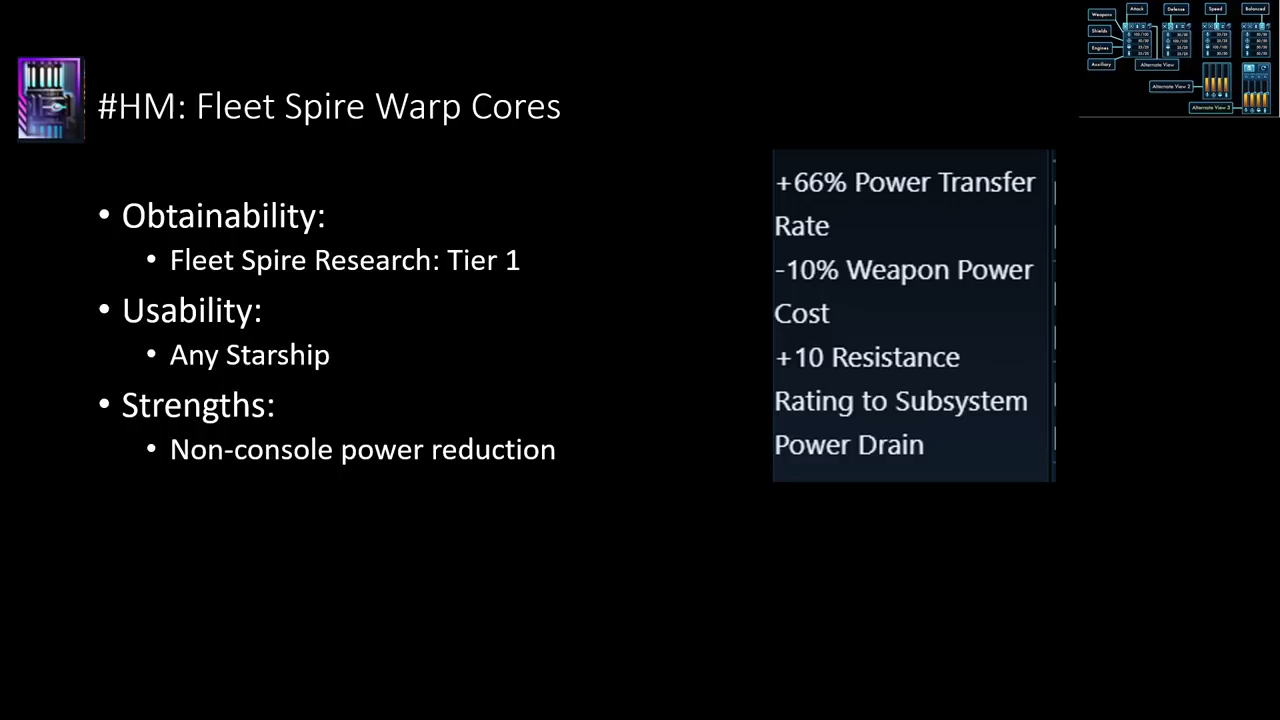 #HM: Fleet Spire Warp Cores
• Obtainability:
• Fleet Spire Research: Tier 1
• Usability:
• Any Starship
• Strengths:
• Non-console power reduction
+66% Power Transfer
Rate
-10% Weapon Power
Cost
+10 Resistance
Rating to Subsystem
Power Drain
Attack
Defense
Speed
Balanced
Weapons
Shields
Engines
Auxiliary
Alternate View
Alternate View 2
Alternate View 3